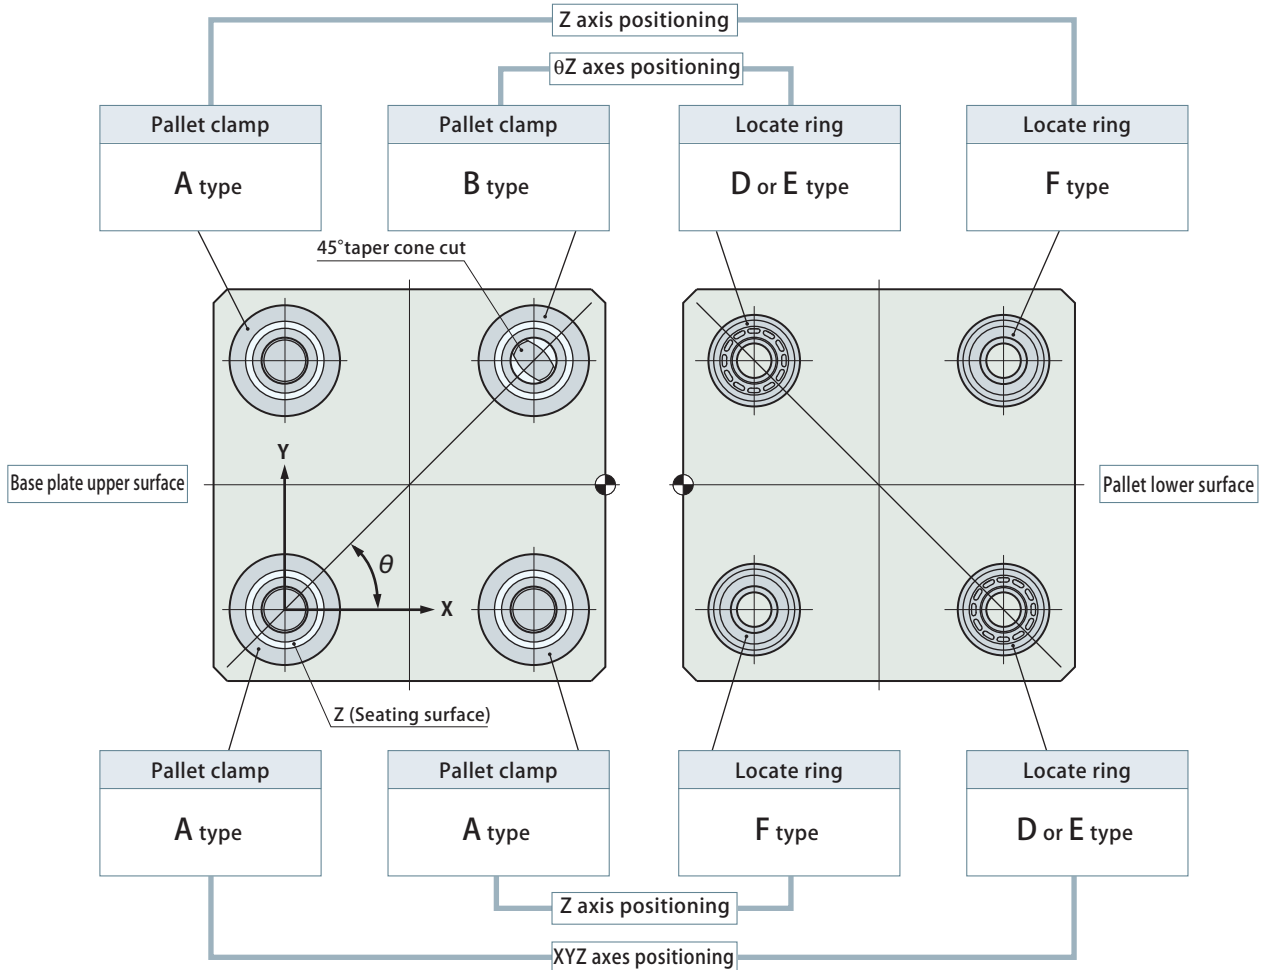 Z axis positioning
θZ axes positioning
Pallet clamp
Pallet clamp
Locate ring
Locate ring
A type
B type
D or E type
F type
45°taper cone cut
Y
Base plate upper surface
Pallet lower surface
θ
X
Z (Seating surface)
Pallet clamp
Pallet clamp
Locate ring
Locate ring
A type
A type
F type
D or E type
Z axis positioning
XYZ axes positioning